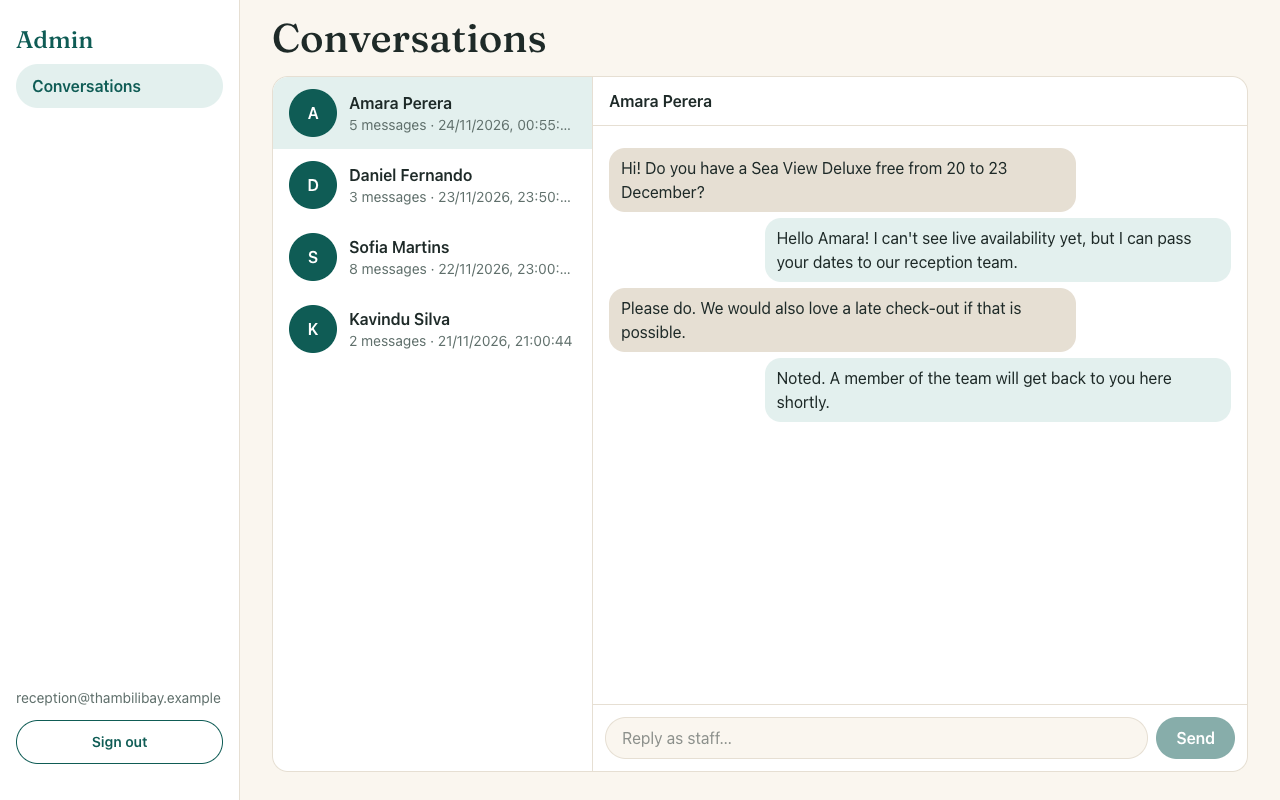 Admin
Conversations
reception@thambilibay.example
Sign out
Conversations
A
Amara Perera
5 messages · 24/11/2026, 00:55:...
D
Daniel Fernando
3 messages · 23/11/2026, 23:50:...
S
Sofia Martins
8 messages · 22/11/2026, 23:00:...
K
Kavindu Silva
2 messages · 21/11/2026, 21:00:44
Amara Perera
Hi! Do you have a Sea View Deluxe free from 20 to 23
December?
Hello Amara! I can't see live availability yet, but I can pass
your dates to our reception team.
Please do. We would also love a late check-out if that is
possible.
Noted. A member of the team will get back to you here
shortly.
Reply as staff...
Send